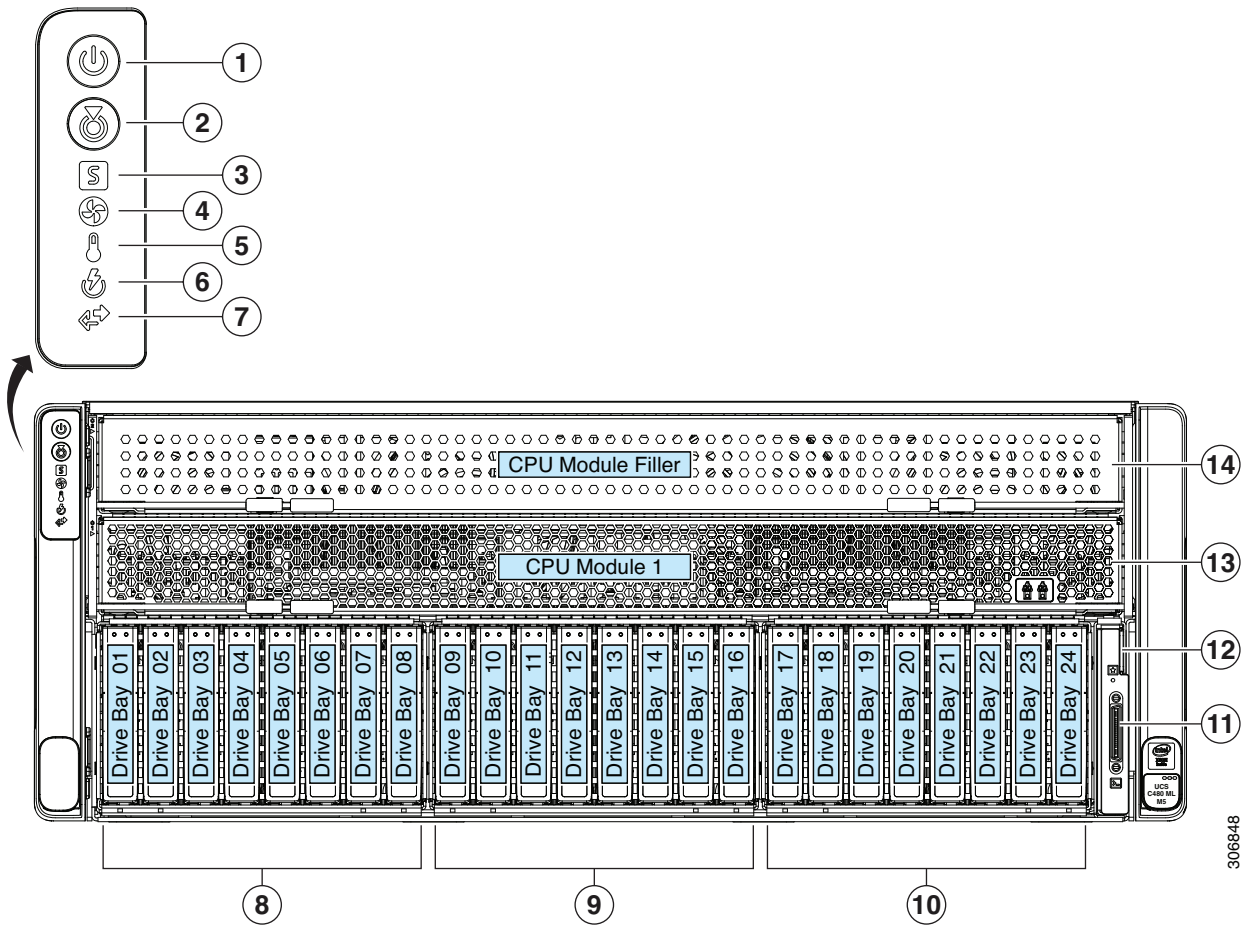 1
2
3
S
4
5
6
7
CPU Module Filler
14
CPU Module 1
13
Drive Bay 01
Drive Bay 02
Drive Bay 03
Drive Bay 04
Drive Bay 05
Drive Bay 06
Drive Bay 07
Drive Bay 08
Drive Bay 09
Drive Bay 10
Drive Bay 11
Drive Bay 12
Drive Bay 13
Drive Bay 14
Drive Bay 15
Drive Bay 16
Drive Bay 17
Drive Bay 18
Drive Bay 19
Drive Bay 20
Drive Bay 21
Drive Bay 22
Drive Bay 23
Drive Bay 24
12
11
intel
UCS
C480 ML
M5
8
9
10
306848